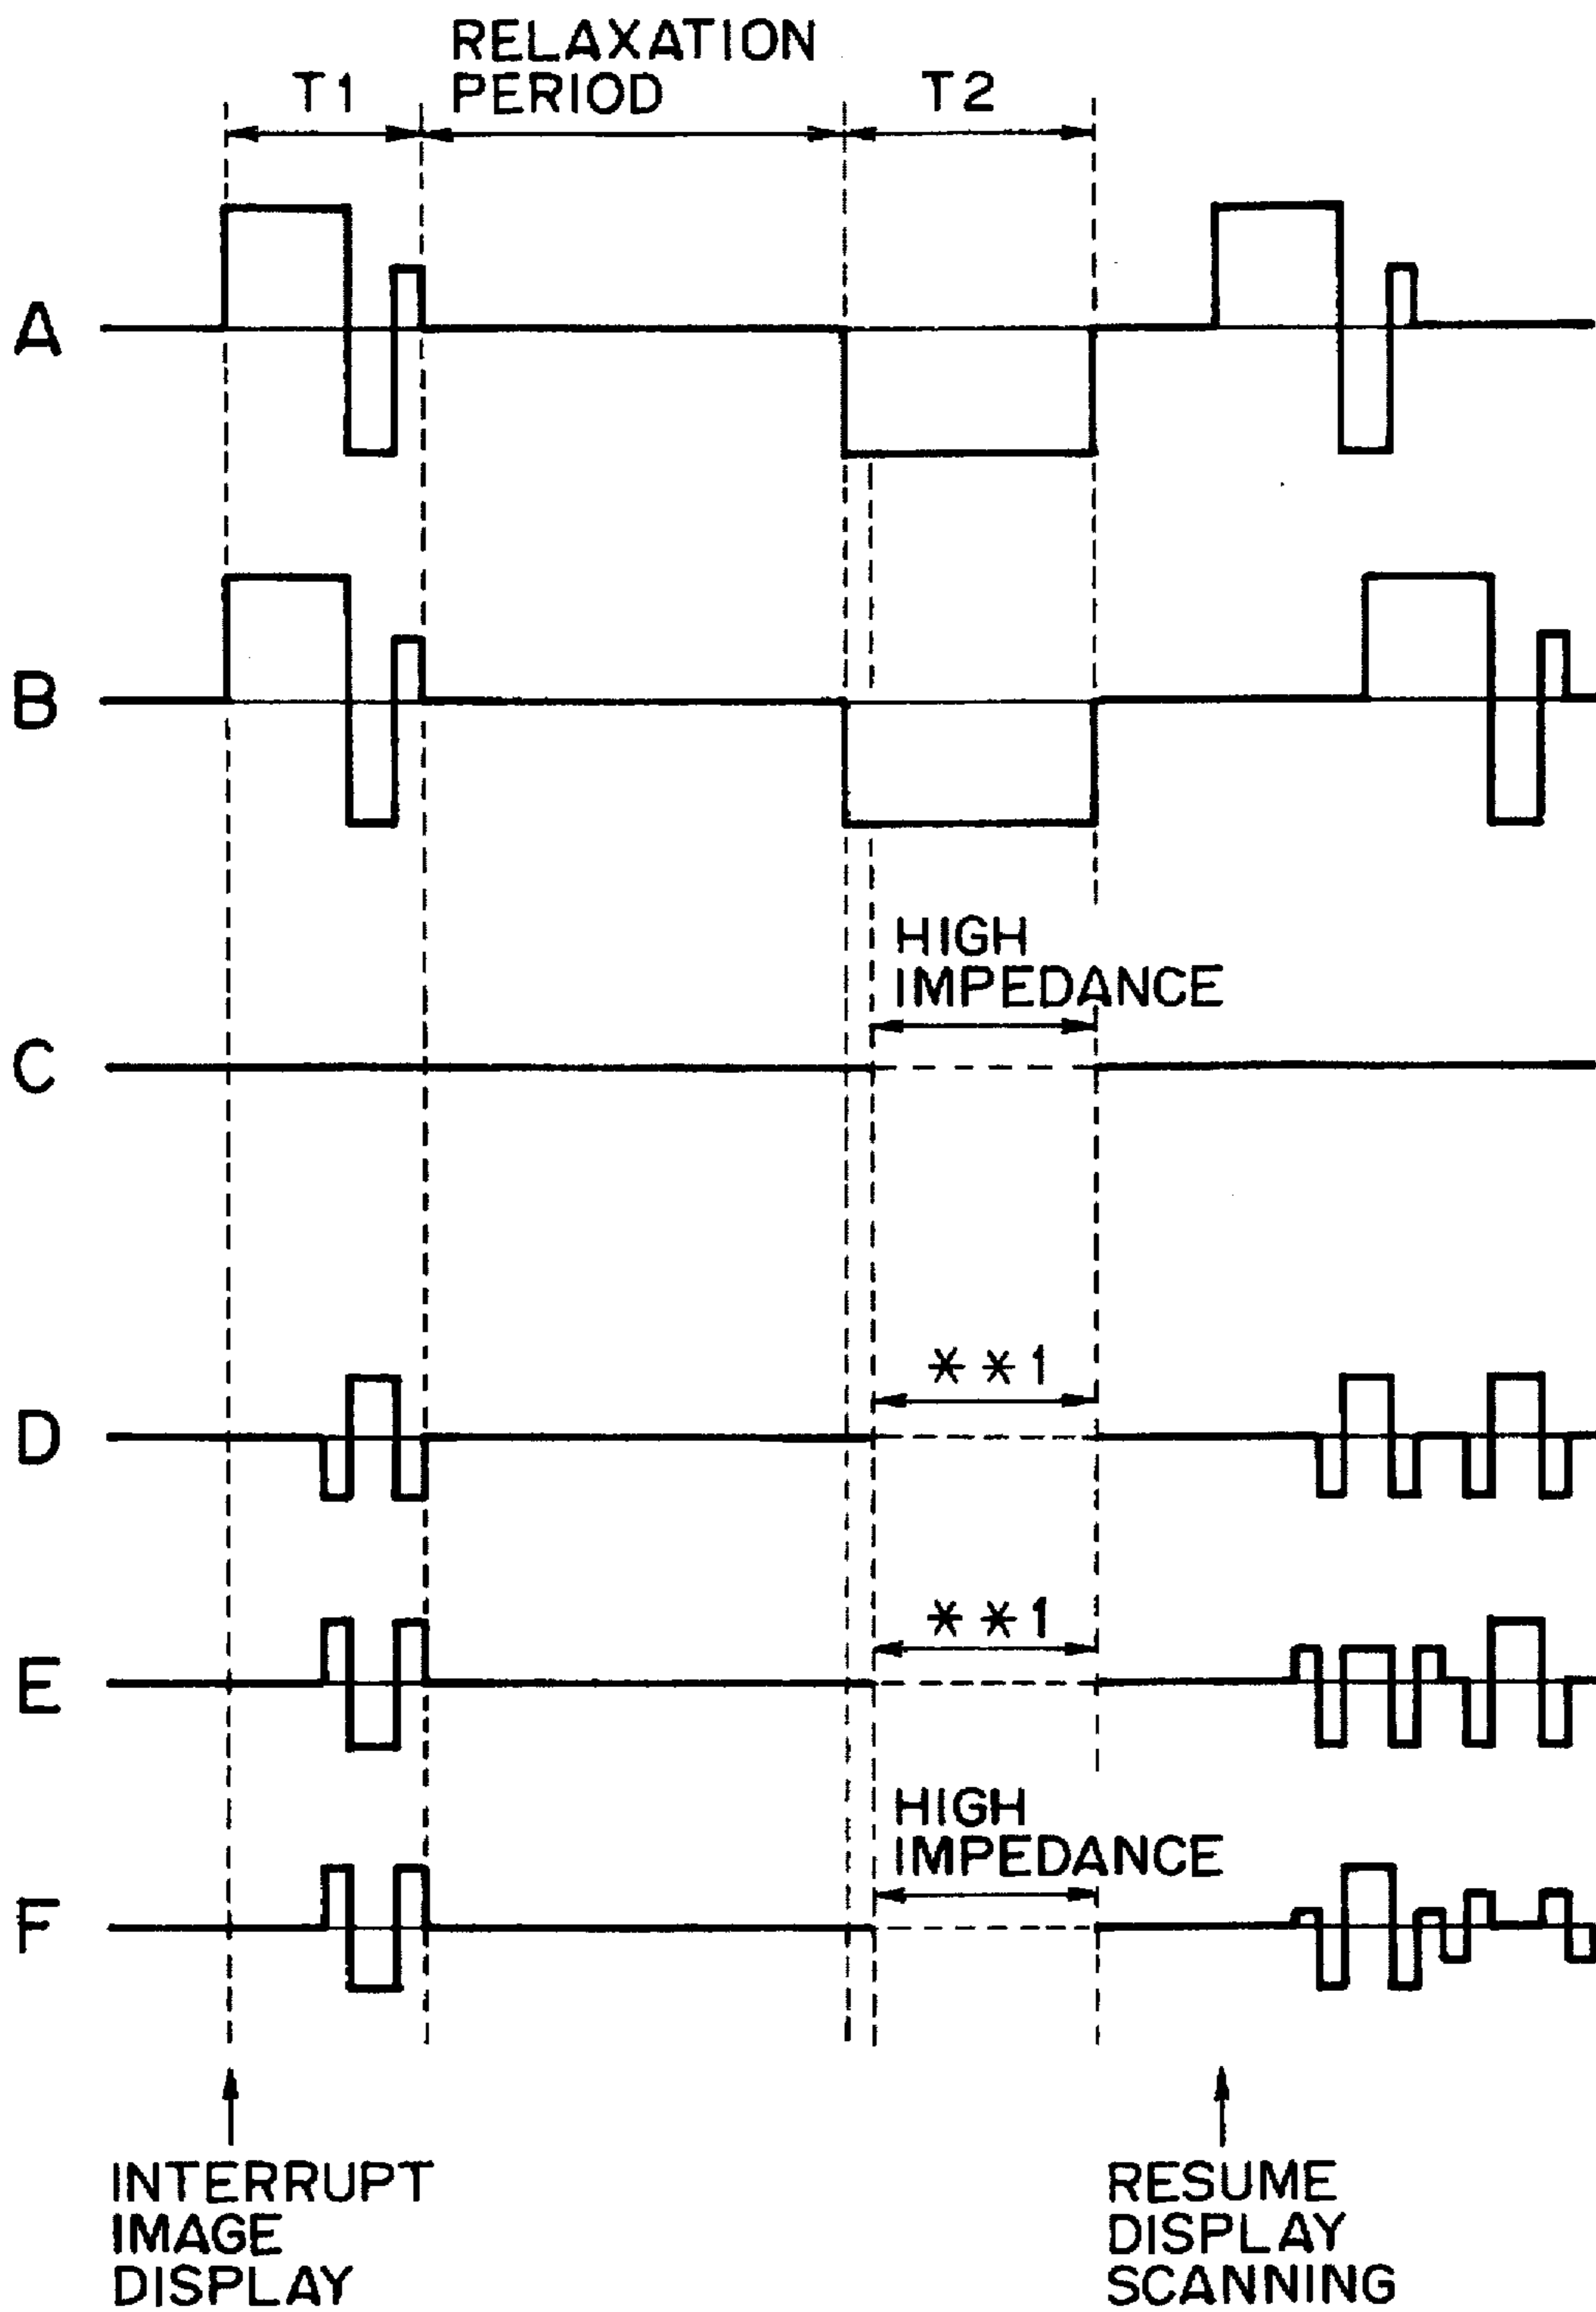 RELAXATION
PERIOD
T1
T2
A
B
HIGH
IMPEDANCE
C
**1
D
**1
E
HIGH
IMPEDANCE
F
INTERRUPT
IMAGE
DISPLAY
RESUME
DISPLAY
SCANNING